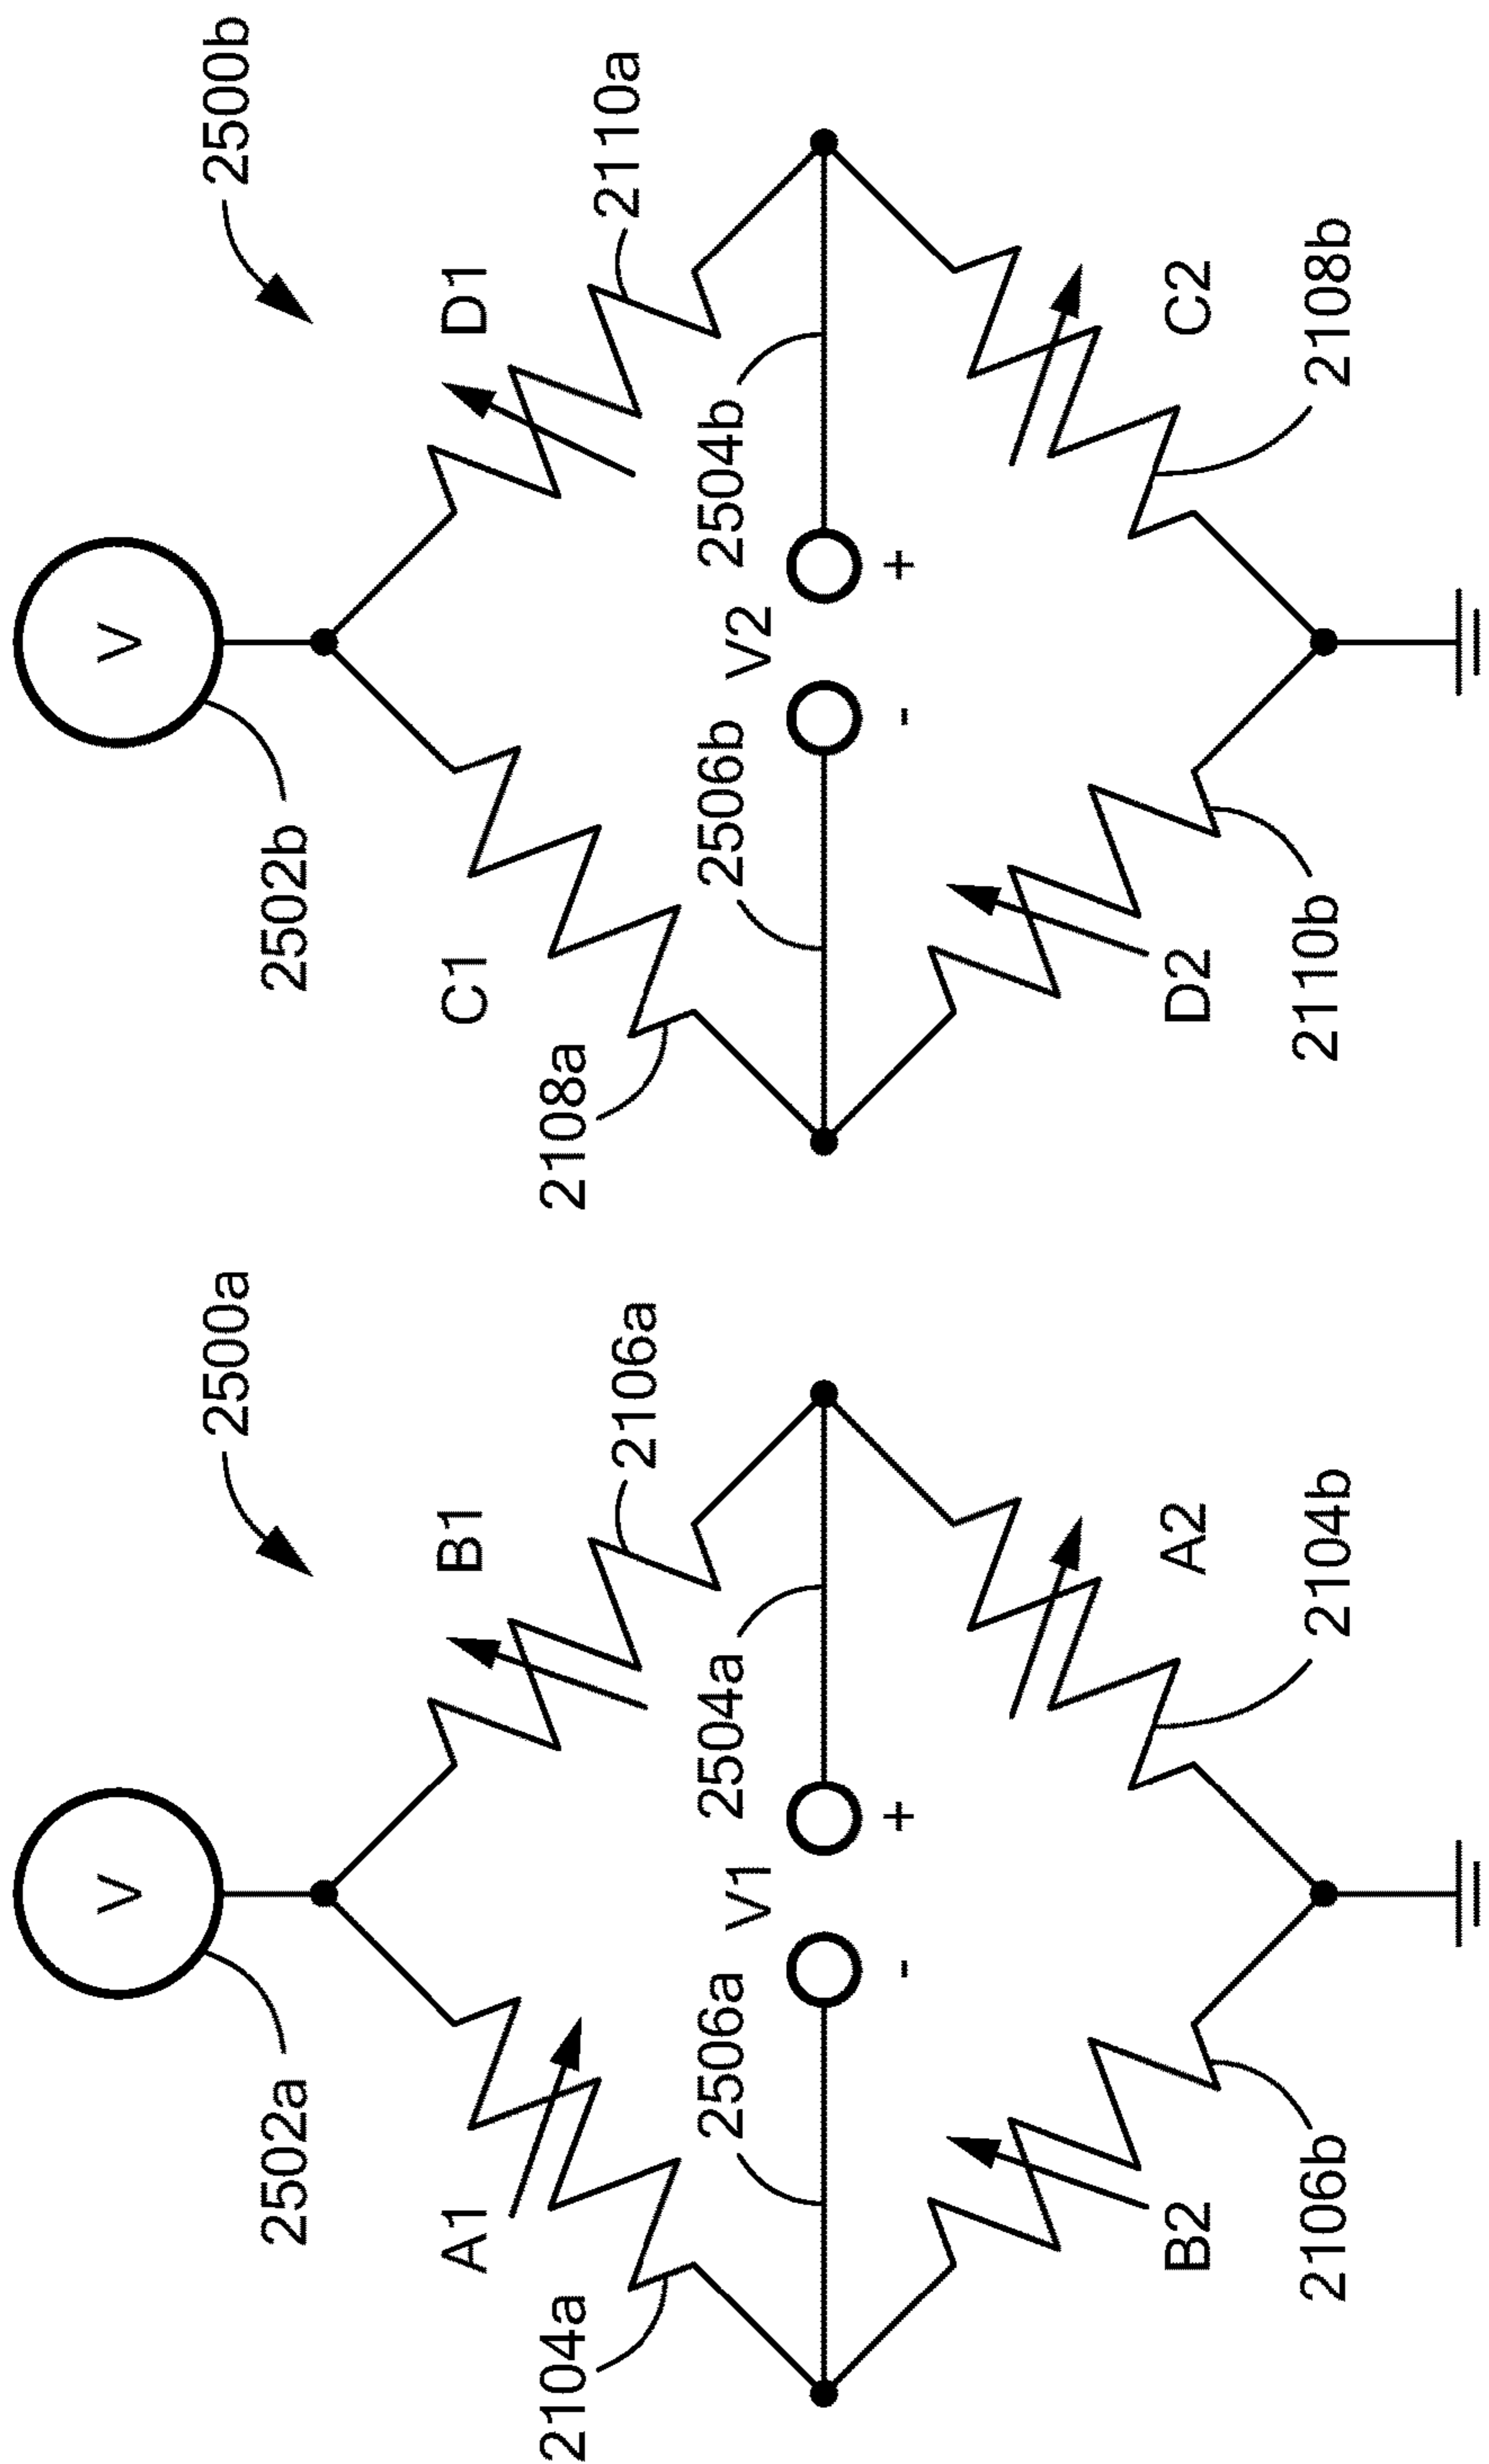 V
2500a
2502a
A1
B1
2104a
2106a
2506a
V1
2504a
-
+
B2
A2
2106b
2104b
V
2500b
2502b
C1
D1
2108a
2110a
2506b
V2
2504b
-
+
D2
C2
2110b
2108b